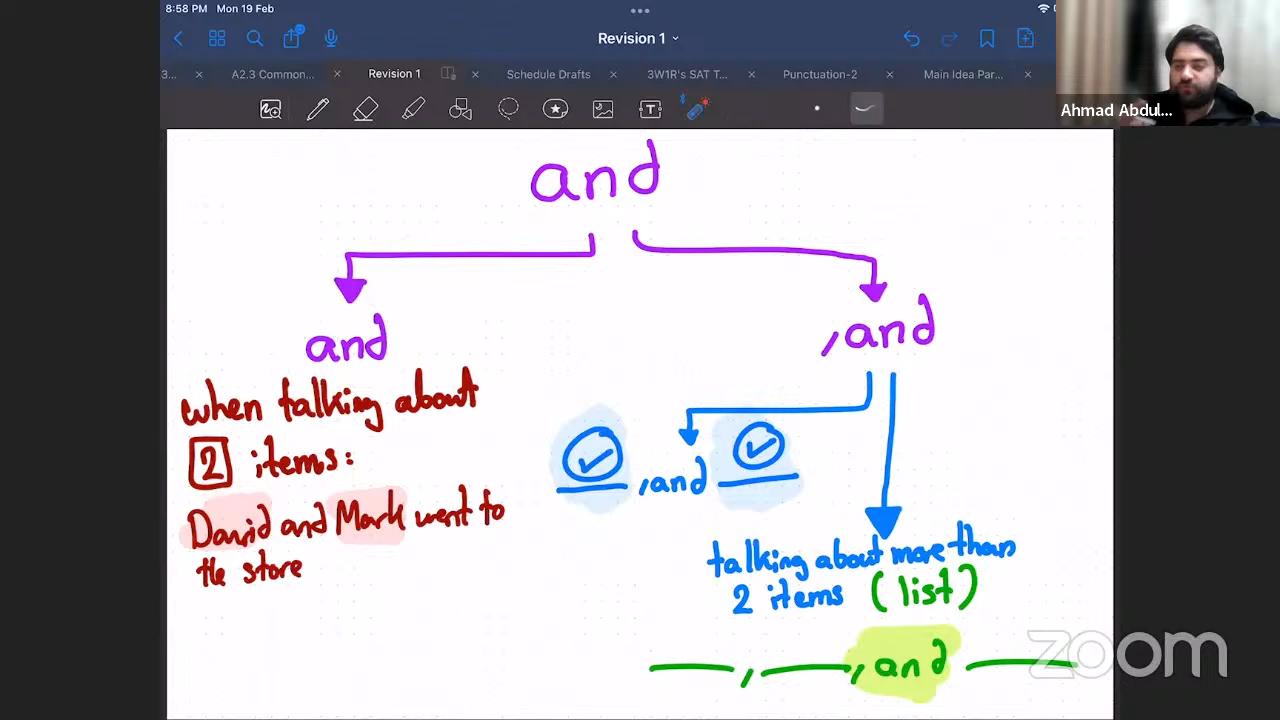 8:58 PM Mon 19 Feb
Revision 1
3...
A2.3 Common...
Revision 1
Schedule Drafts
3W1R's SAT T...
Punctuation-2
Main Idea Par...
Ahmad Abdul...
and
and
,and
when talking about
2 items:
David and Mark went to
the store
,and
talking about more than
2 items (list)
, , and
zoom